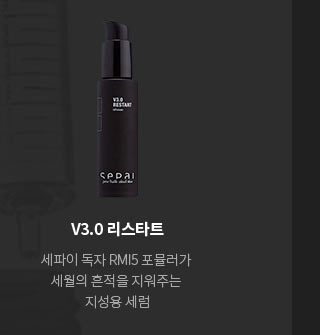 V3.0
RESTART
sepai
V3.0 리스타트
세파이 독자 RMI5 포뮬러가
세월의 흔적을 지워주는
지성용 세럼